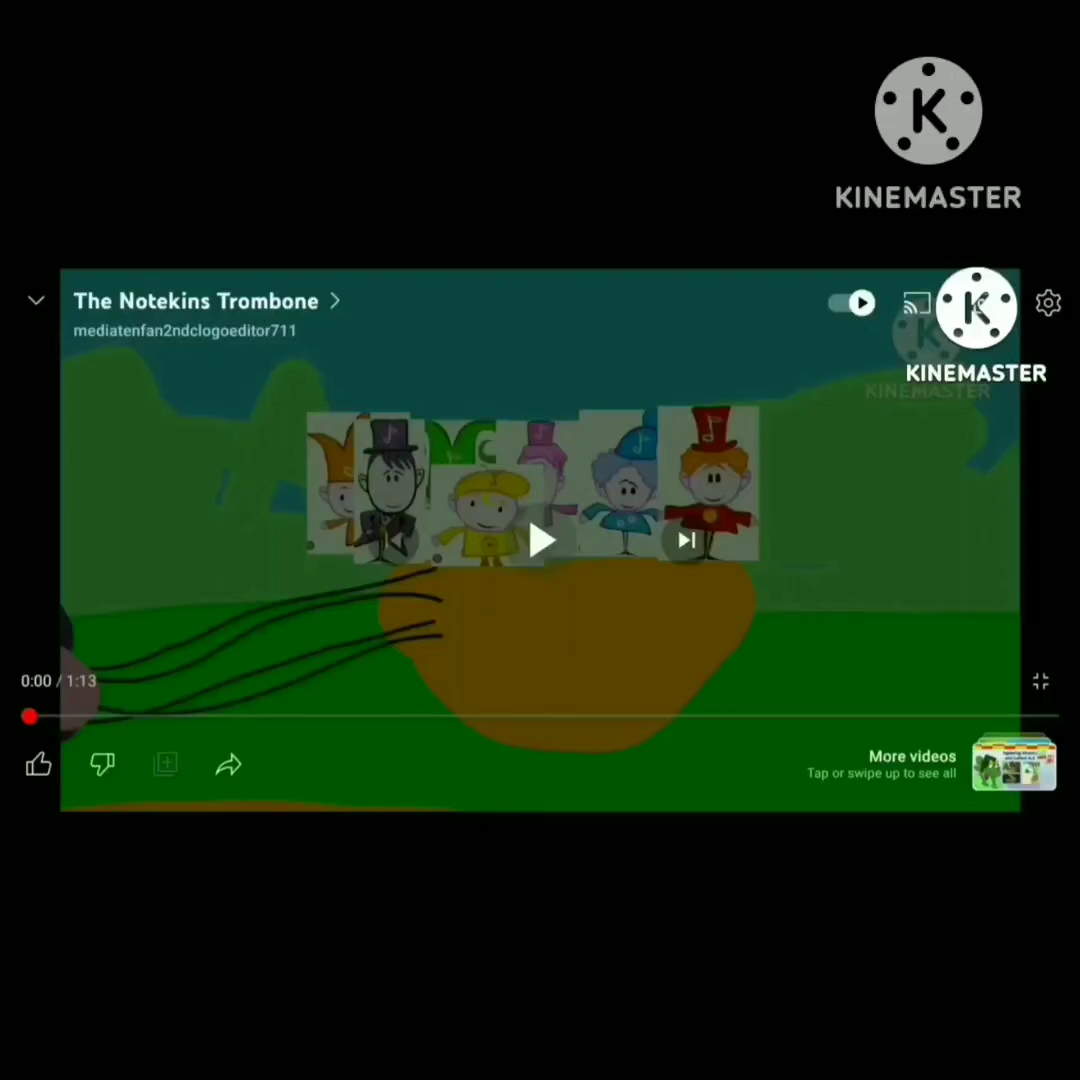 K
KINEMASTER
The Notekins Trombone
mediatenfan2ndclogoeditor711
K
KINEMASTER
K
KINEMASTER
0:00 / 1:13
More videos
Tap or swipe up to see all